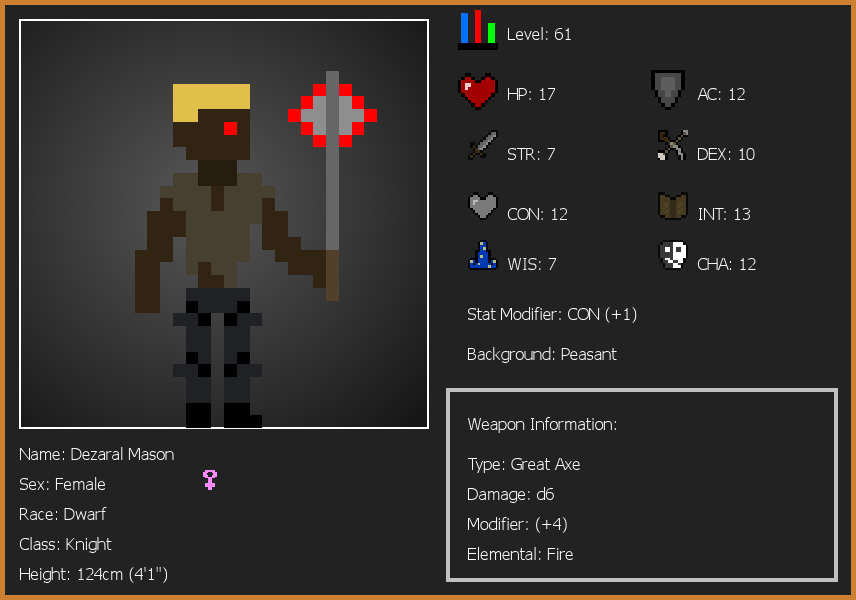 Level: 61
HP: 17
AC: 12
STR: 7
DEX: 10
CON: 12
INT: 13
WIS: 7
CHA: 12
Stat Modifier: CON (+1)
Background: Peasant
Weapon Information:
Type: Great Axe
Damage: d6
Modifier: (+4)
Elemental: Fire
Name: Dezaral Mason
Sex: Female
Race: Dwarf
Class: Knight
Height: 124cm (4'1")